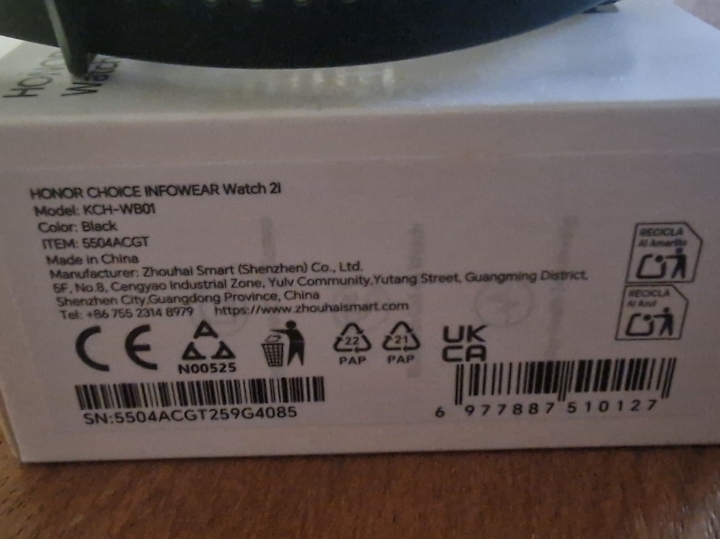 HONOR
Watch
HONOR CHOICE INFOWEAR Watch 2i
Model: KCH-WB01
Color: Black
ITEM: 5504ACGT
Made in China
Manufacturer: Zhouhai Smart (Shenzhen) Co., Ltd.
5F, No.8, Cengyao Industrial Zone, Yulv Community,Yutang Street, Guangming District,
Shenzhen City,Guangdong Province, China
Tel: +86 755 2314 8979 https://www.zhouhaismart.com
RECICLA
Al Amarillo
RECICLA
Al Azul
CE
N00525
22
PAP
21
PAP
UK
CA
SN:5504ACGT259G4085
6 977887 510127